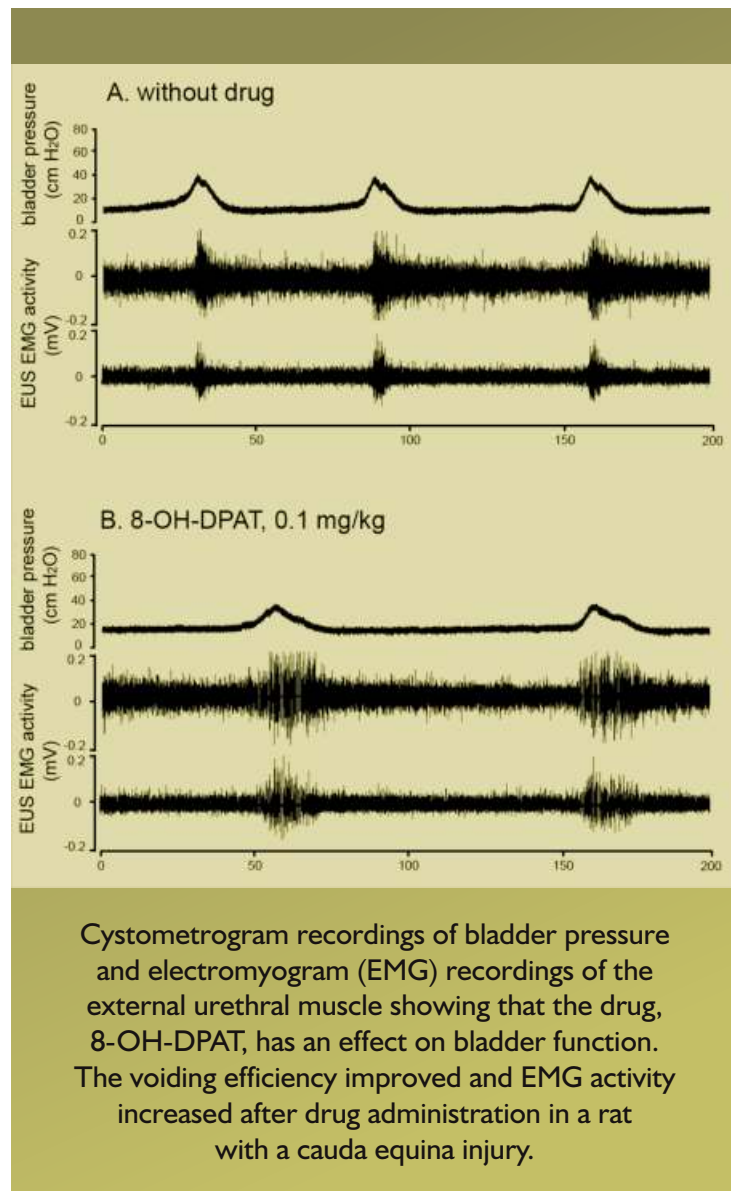 A. without drug
bladder pressure
(cm H₂O)
80
60
40
20
0
EUS EMG activity
(mV)
0.2
0
-0.2
0.2
0
-0.2
0
50
100
150
200
B. 8-OH-DPAT, 0.1 mg/kg
bladder pressure
(cm H₂O)
80
60
40
20
0
EUS EMG activity
(mV)
0.2
0
-0.2
0.2
0
-0.2
0
50
100
150
200
Cystometrogram recordings of bladder pressure
and electromyogram (EMG) recordings of the
external urethral muscle showing that the drug,
8-OH-DPAT, has an effect on bladder function.
The voiding efficiency improved and EMG activity
increased after drug administration in a rat
with a cauda equina injury.